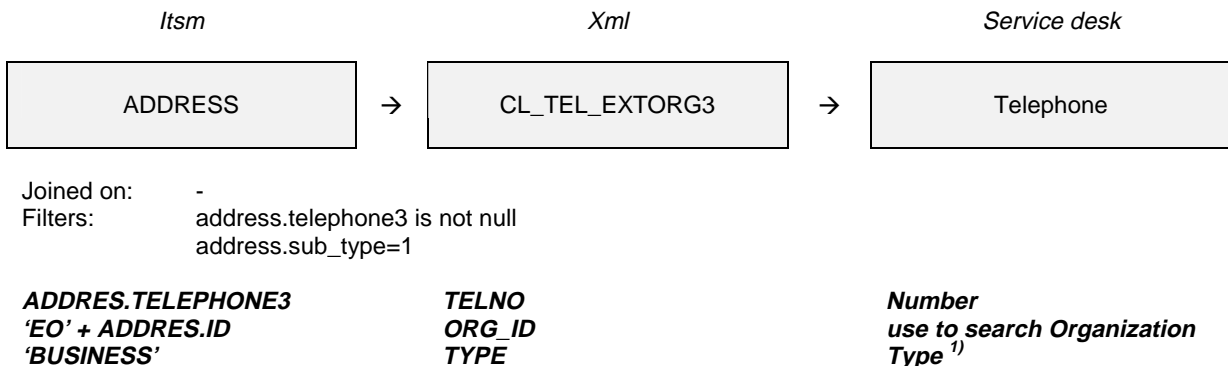 Itsm Xml Service desk
ADDRESS → CL_TEL_EXTORG3 → Telephone
Joined on: -
Filters: address.telephone3 is not null
address.sub_type=1
ADDRES.TELEPHONE3 TELNO Number
‘EO’ + ADDRES.ID ORG_ID use to search Organization
‘BUSINESS’ TYPE Type 1)